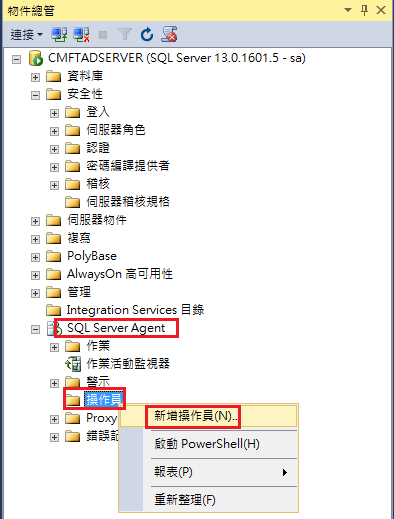 物件總管
連接
CMFTADSERVER (SQL Server 13.0.1601.5 - sa)
資料庫
安全性
登入
伺服器角色
認證
密碼編譯提供者
稽核
伺服器稽核規格
伺服器物件
複寫
PolyBase
AlwaysOn 高可用性
管理
Integration Services 目錄
SQL Server Agent
作業
作業活動監視器
警示
操作員
新增操作員(N)...
Proxy
啟動 PowerShell(H)
錯誤記
報表(P)
重新整理(F)